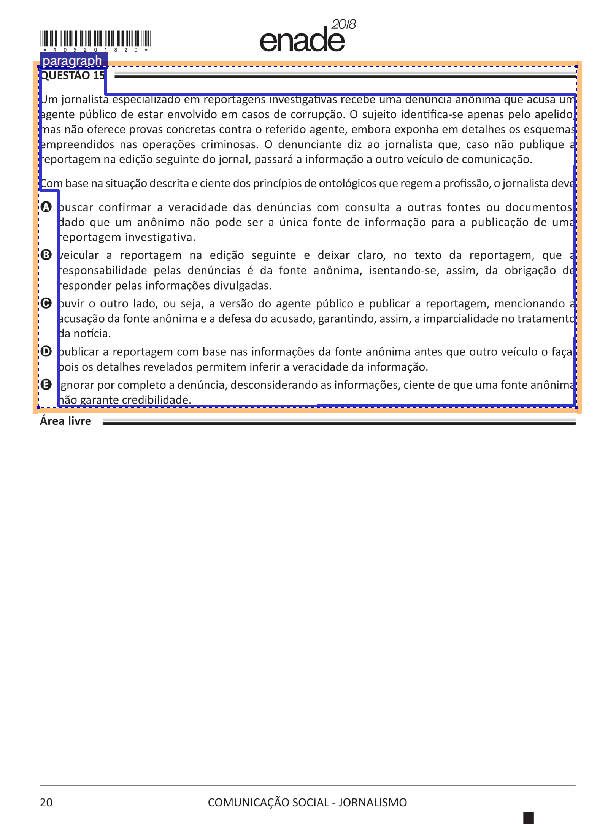 *R0520182​0*
enade
2018
paragraph
QUESTÃO 15
Um jornalista especializado em reportagens investigativas recebe uma denúncia anônima que acusa um
agente público de estar envolvido em casos de corrupção. O sujeito identifica-se apenas pelo apelido,
mas não oferece provas concretas contra o referido agente, embora exponha em detalhes os esquemas
empreendidos nas operações criminosas. O denunciante diz ao jornalista que, caso não publique a
reportagem na edição seguinte do jornal, passará a informação a outro veículo de comunicação.
Com base na situação descrita e ciente dos princípios de ontológicos que regem a profissão, o jornalista deve
A buscar confirmar a veracidade das denúncias com consulta a outras fontes ou documentos,
dado que um anônimo não pode ser a única fonte de informação para a publicação de uma
reportagem investigativa.
B veicular a reportagem na edição seguinte e deixar claro, no texto da reportagem, que a
responsabilidade pelas denúncias é da fonte anônima, isentando-se, assim, da obrigação de
responder pelas informações divulgadas.
C ouvir o outro lado, ou seja, a versão do agente público e publicar a reportagem, mencionando a
acusação da fonte anônima e a defesa do acusado, garantindo, assim, a imparcialidade no tratamento
da notícia.
D publicar a reportagem com base nas informações da fonte anônima antes que outro veículo o faça,
pois os detalhes revelados permitem inferir a veracidade da informação.
E ignorar por completo a denúncia, desconsiderando as informações, ciente de que uma fonte anônima
não garante credibilidade.
Área livre
20
COMUNICAÇÃO SOCIAL - JORNALISMO